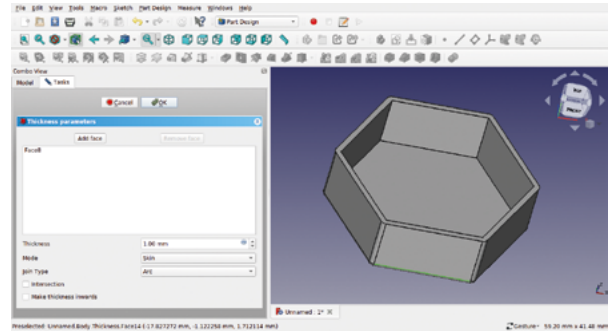 File Edit View Tools Macro Sketch Part Design Measure Windows Help
Part Design
Combo View
Model Tasks
Cancel OK
Thickness parameters
Add face Remove face
Face8
Thickness 1.00 mm
Mode Skin
Join Type Arc
Intersection
Make thickness inwards
Unnamed : 1*
Preselected: Unnamed.Body.Thickness.Face14 (-17.827272 mm, -1.122250 mm, 1.712114 mm)
Gesture 59.20 mm x 41.48 mm